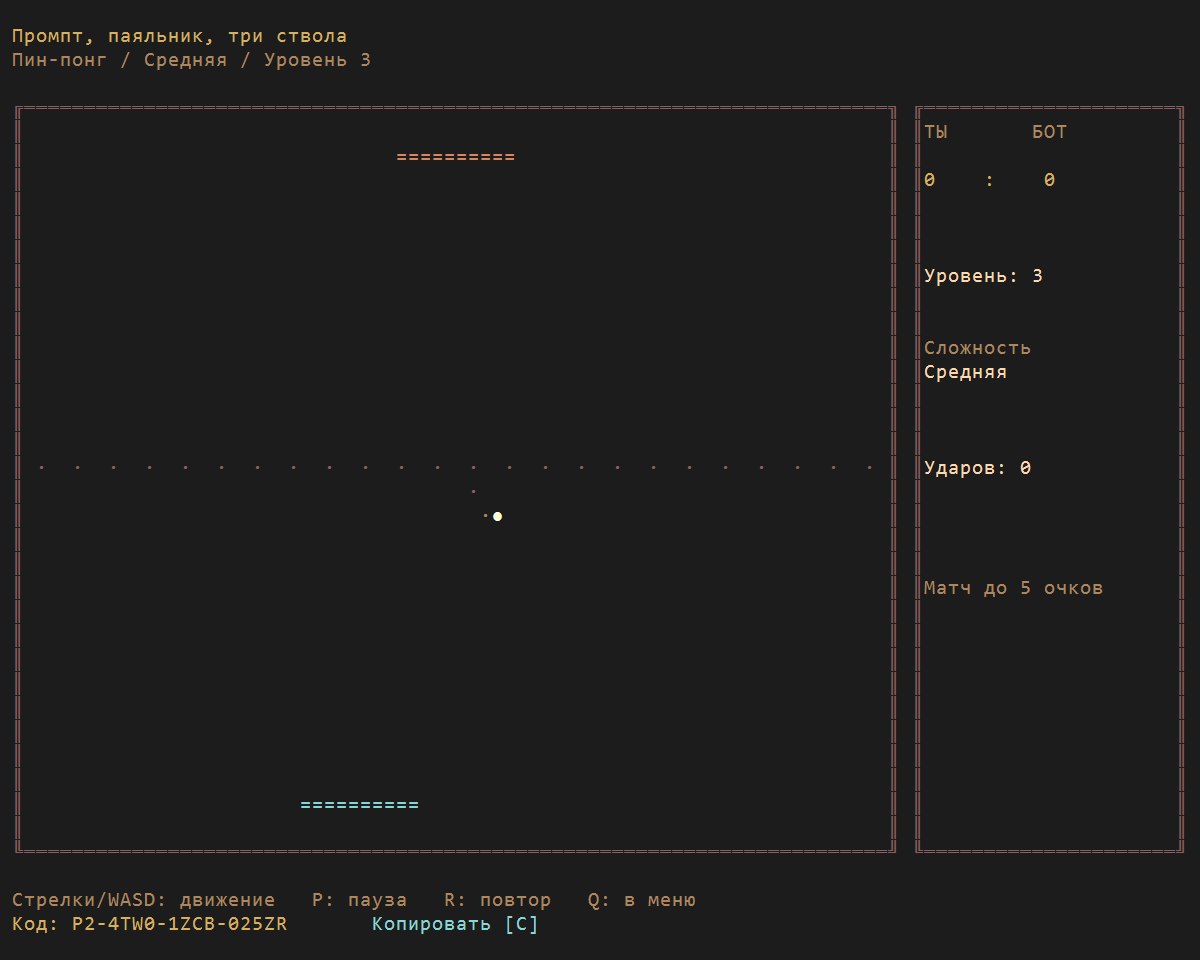 Промпт, паяльник, три ствола
Пин-понг / Средняя / Уровень 3
ТЫ БОТ
0 : 0
Уровень: 3
Сложность
Средняя
Ударов: 0
Матч до 5 очков
Стрелки/WASD: движение P: пауза R: повтор Q: в меню
Код: P2-4TW0-1ZCB-025ZR Копировать [C]